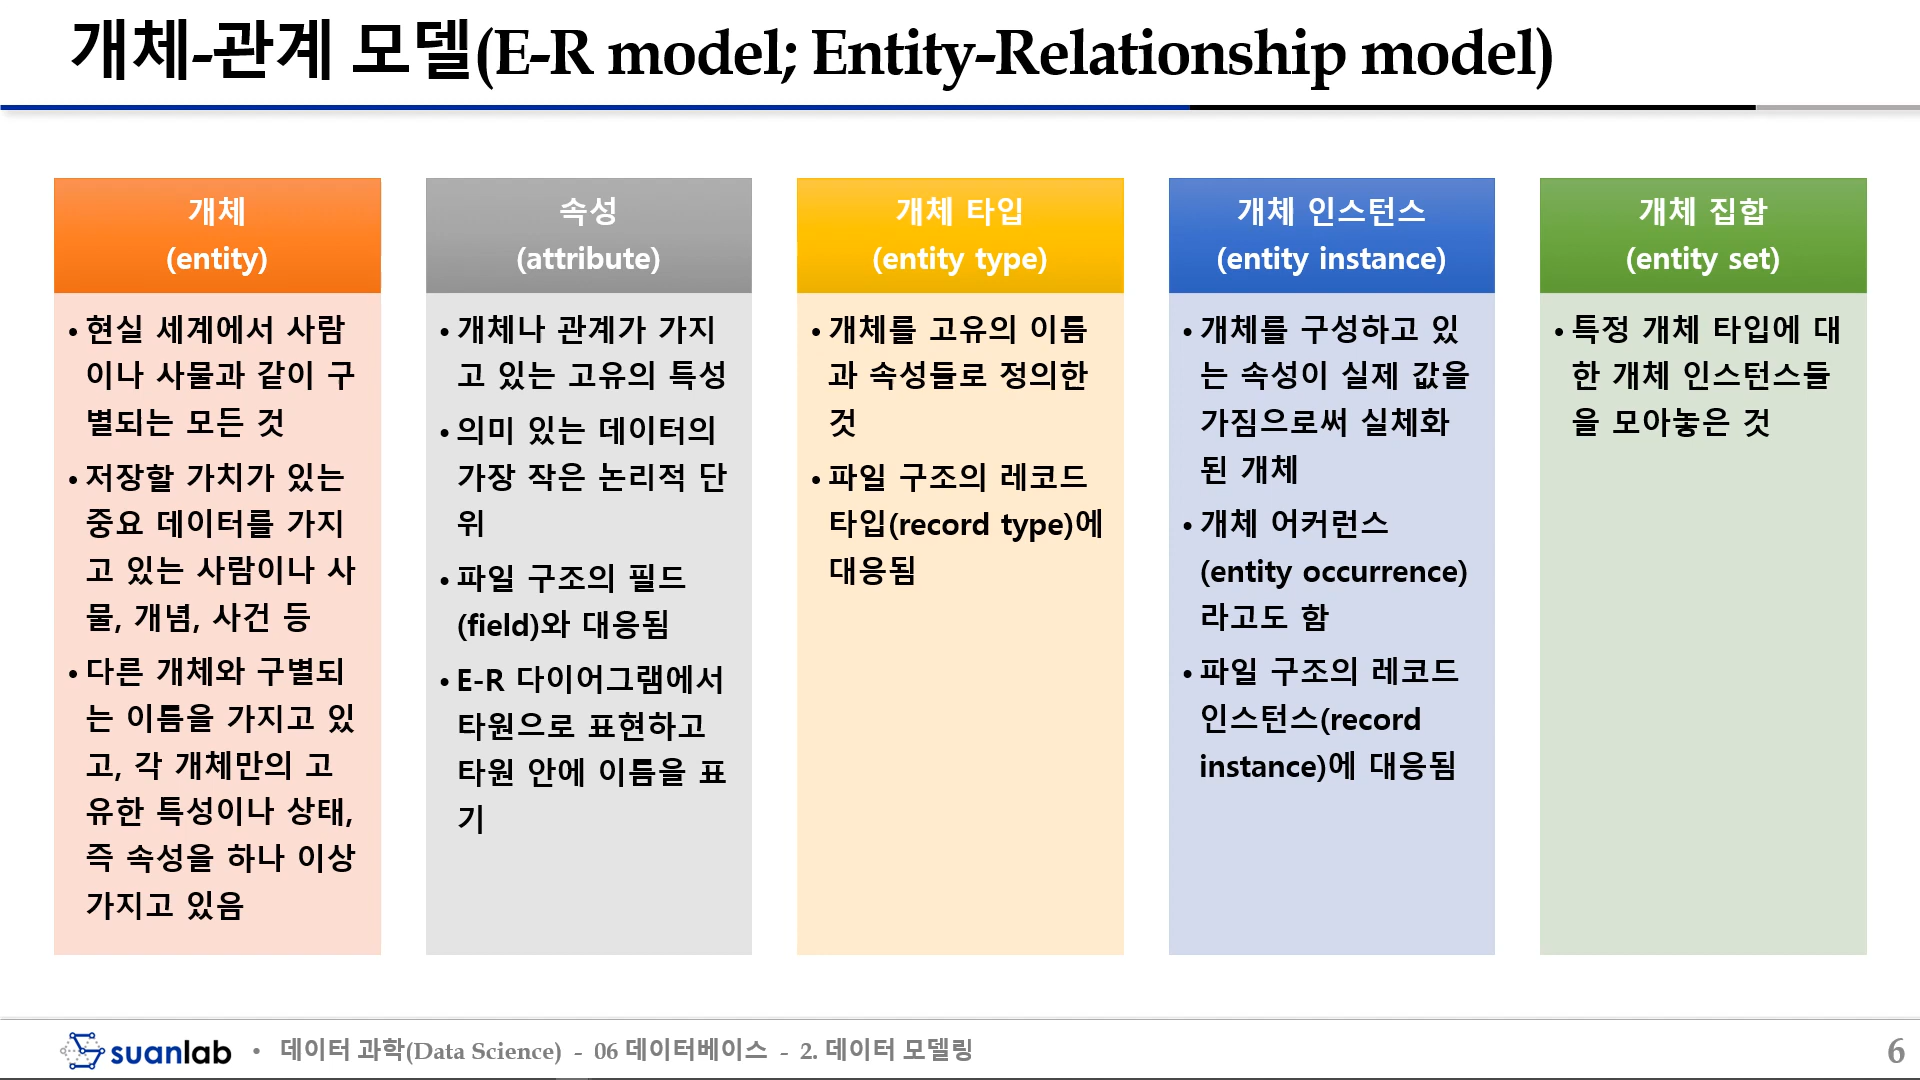 개체-관계 모델(E-R model; Entity-Relationship model)
개체
(entity)
• 현실 세계에서 사람
이나 사물과 같이 구
별되는 모든 것
• 저장할 가치가 있는
중요 데이터를 가지
고 있는 사람이나 사
물, 개념, 사건 등
• 다른 개체와 구별되
는 이름을 가지고 있
고, 각 개체만의 고
유한 특성이나 상태,
즉 속성을 하나 이상
가지고 있음
속성
(attribute)
• 개체나 관계가 가지
고 있는 고유의 특성
• 의미 있는 데이터의
가장 작은 논리적 단
위
• 파일 구조의 필드
(field)와 대응됨
• E-R 다이어그램에서
타원으로 표현하고
타원 안에 이름을 표
기
개체 타입
(entity type)
• 개체를 고유의 이름
과 속성들로 정의한
것
• 파일 구조의 레코드
타입(record type)에
대응됨
개체 인스턴스
(entity instance)
• 개체를 구성하고 있
는 속성이 실제 값을
가짐으로써 실체화
된 개체
• 개체 어커런스
(entity occurrence)
라고도 함
• 파일 구조의 레코드
인스턴스(record
instance)에 대응됨
개체 집합
(entity set)
• 특정 개체 타입에 대
한 개체 인스턴스들
을 모아놓은 것
suanlab • 데이터 과학(Data Science) - 06 데이터베이스 - 2. 데이터 모델링
6